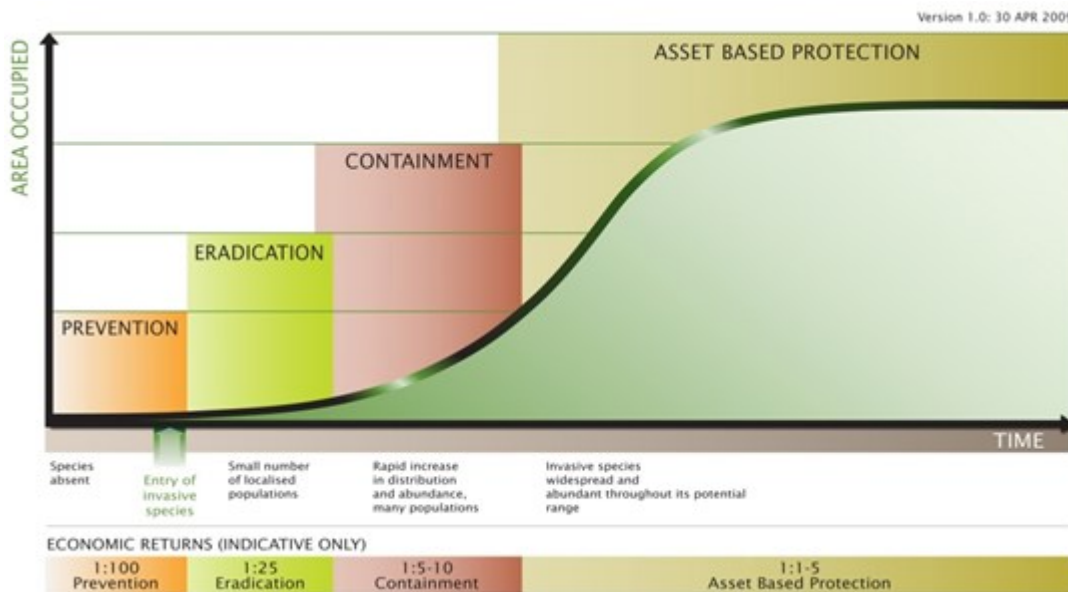 Version 1.0: 30 APR 2009
AREA OCCUPIED
ASSET BASED PROTECTION
CONTAINMENT
ERADICATION
PREVENTION
TIME
Species
absent
Entry of
invasive
species
Small number
of localised
populations
Rapid increase
in distribution
and abundance,
many populations
Invasive species
widespread and
abundant throughout its potential
range
ECONOMIC RETURNS (INDICATIVE ONLY)
1:100
Prevention
1:25
Eradication
1:5-10
Containment
1:1-5
Asset Based Protection